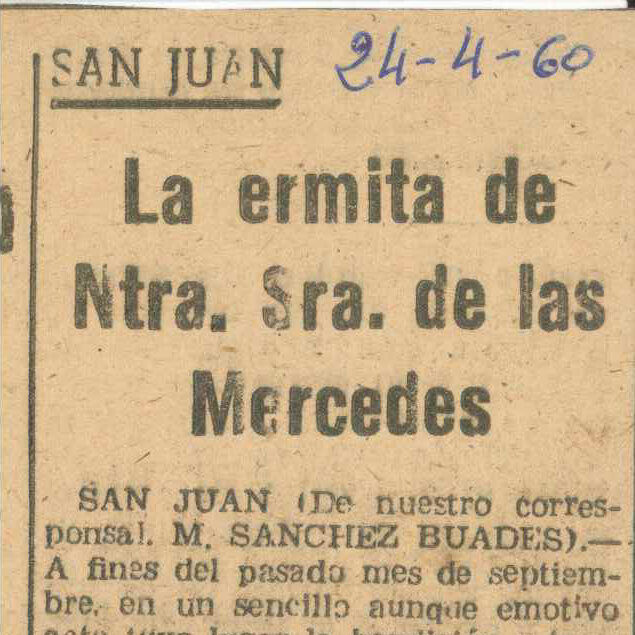 SAN JUAN
24-4-60
La ermita de
Ntra. Sra. de las
Mercedes
SAN JUAN (De nuestro corres-
ponsal. M. SANCHEZ BUADES).—
A fines del pasado mes de septiem-
bre. en un sencillo aunque emotivo